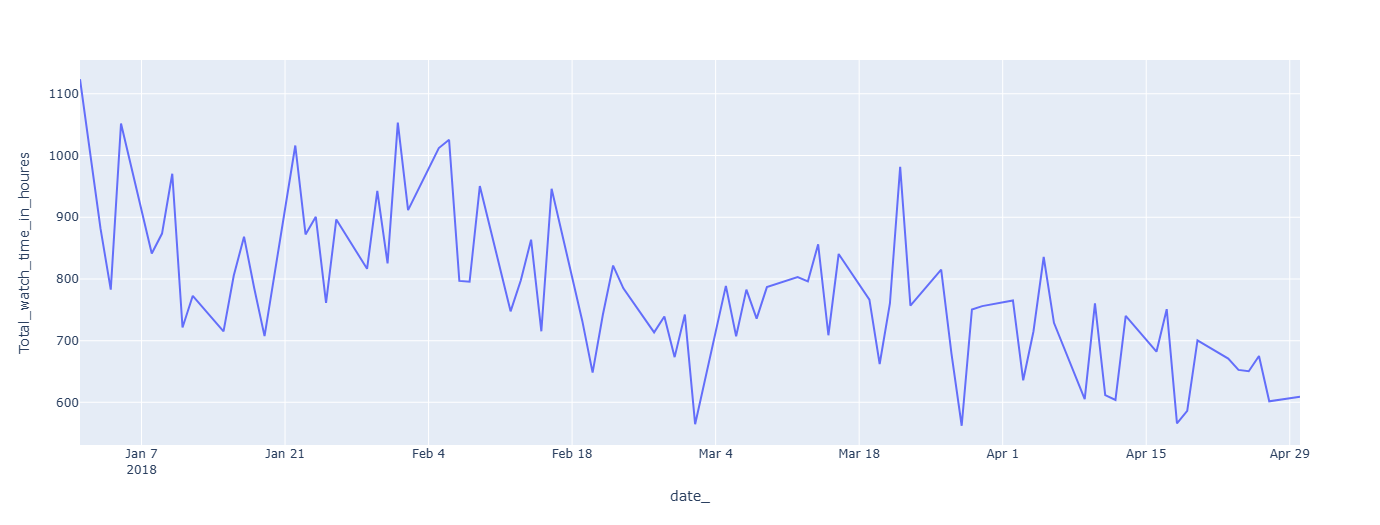 1100
1000
900
800
700
600
Total_watch_time_in_houres
Jan 7
2018
Jan 21
Feb 4
Feb 18
Mar 4
Mar 18
Apr 1
Apr 15
Apr 29
date_